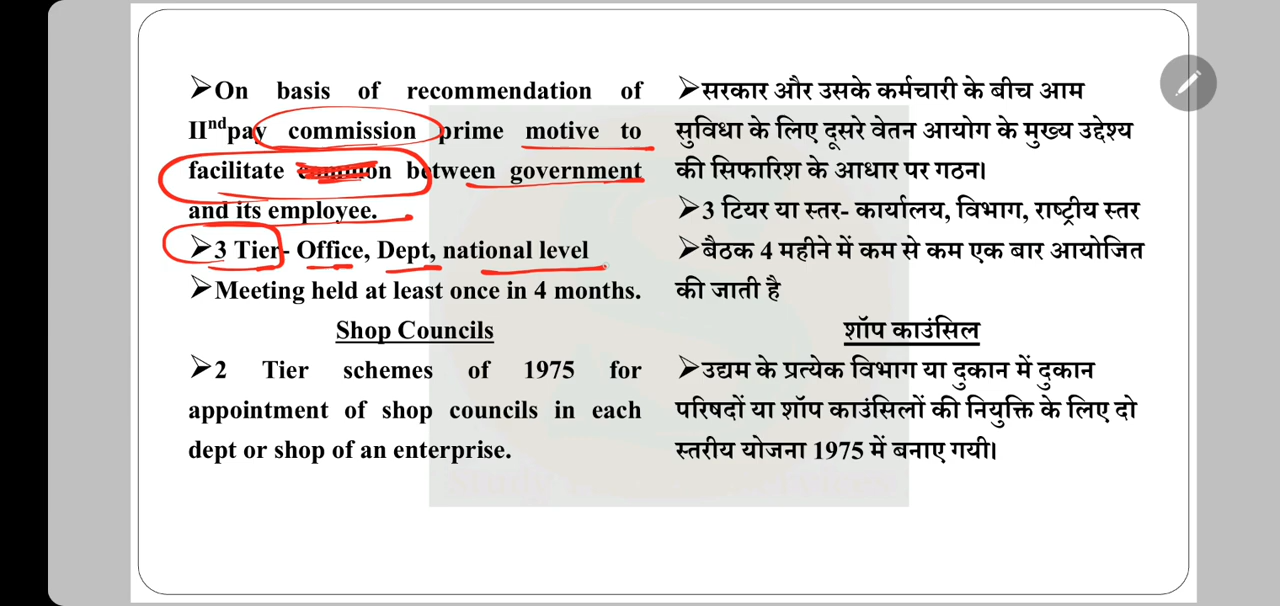 ➢On basis of recommendation of
IIndpay commission prime motive to
facilitate between government
and its employee.
➢3 Tier- Office, Dept, national level
➢Meeting held at least once in 4 months.
Shop Councils
➢2 Tier schemes of 1975 for
appointment of shop councils in each
dept or shop of an enterprise.
➢सरकार और उसके कर्मचारी के बीच आम
सुविधा के लिए दूसरे वेतन आयोग के मुख्य उद्देश्य
की सिफारिश के आधार पर गठन।
➢3 टियर या स्तर- कार्यालय, विभाग, राष्ट्रीय स्तर
➢बैठक 4 महीने में कम से कम एक बार आयोजित
की जाती है
शॉप काउंसिल
➢उद्यम के प्रत्येक विभाग या दुकान में दुकान
परिषदों या शॉप काउंसिलों की नियुक्ति के लिए दो
स्तरीय योजना 1975 में बनाए गयी।